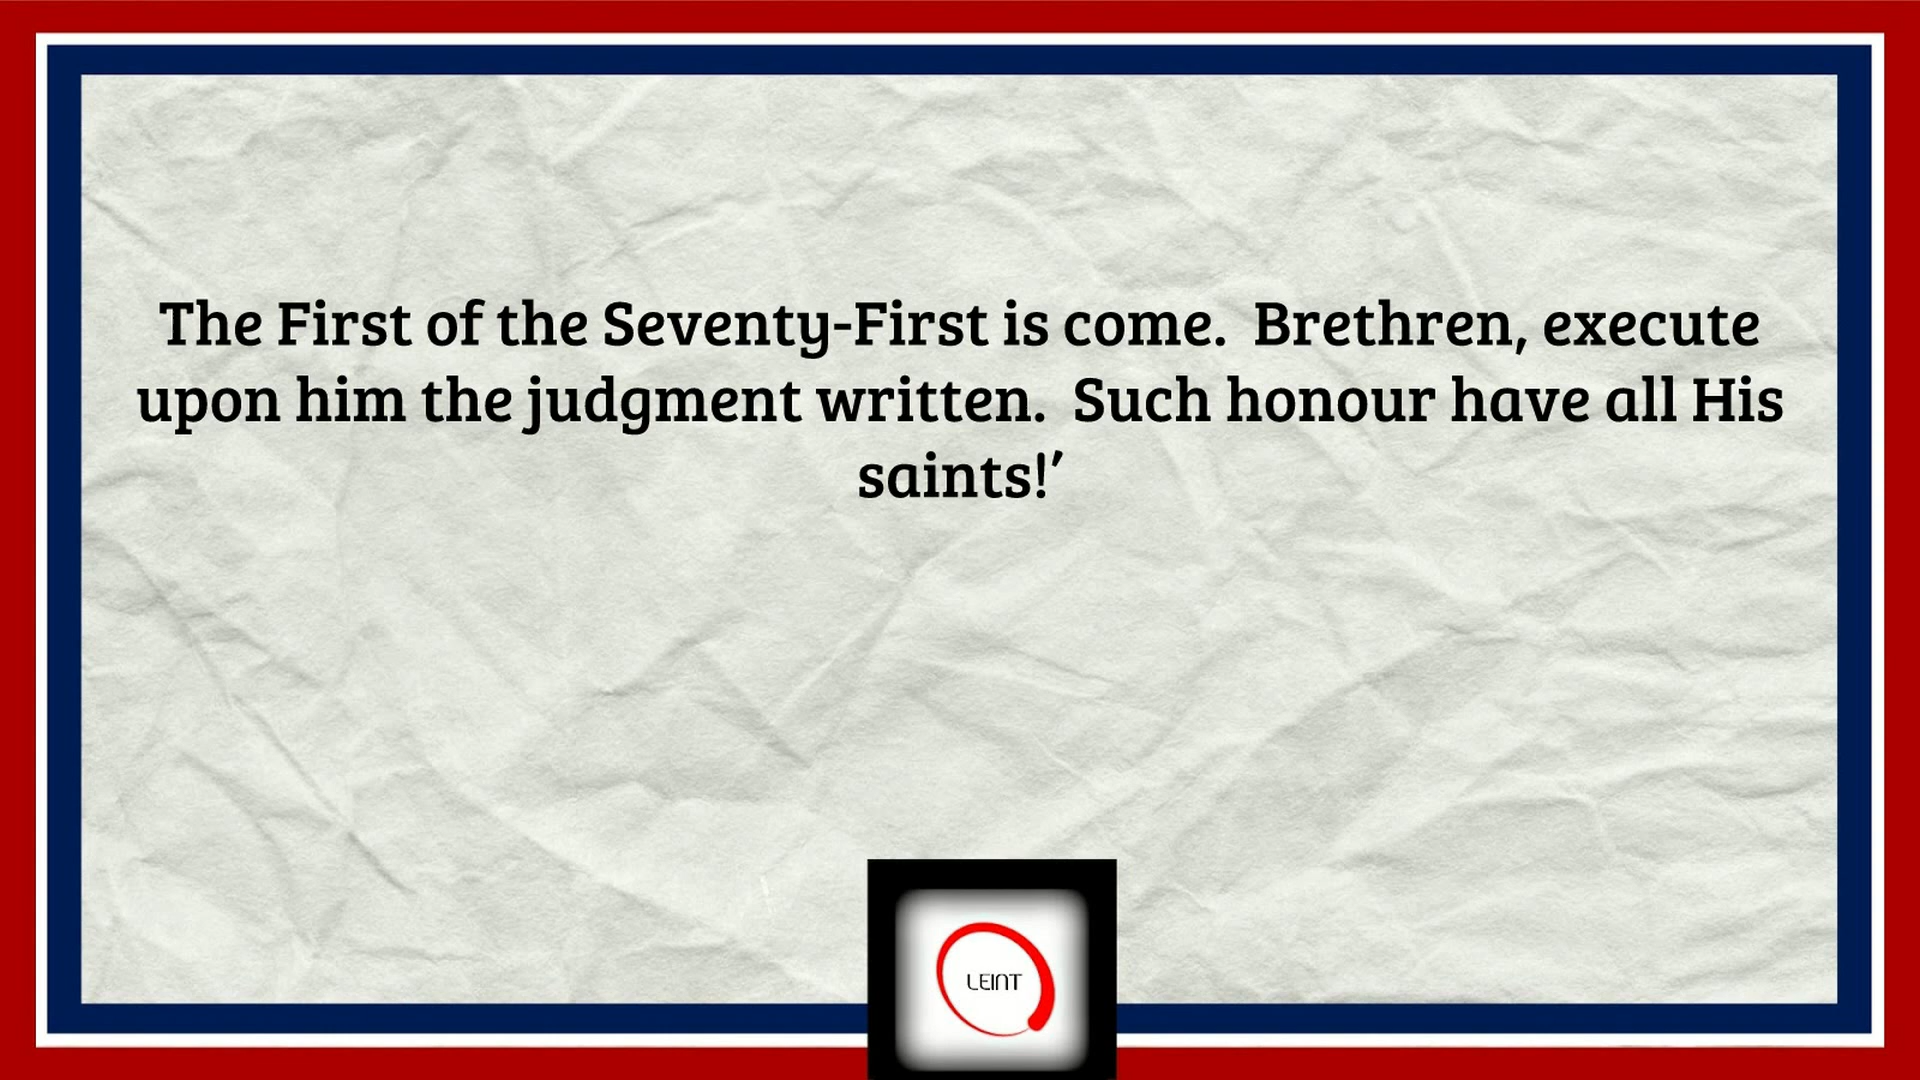 The First of the Seventy-First is come.  Brethren, execute
upon him the judgment written.  Such honour have all His
saints!’
LEINT